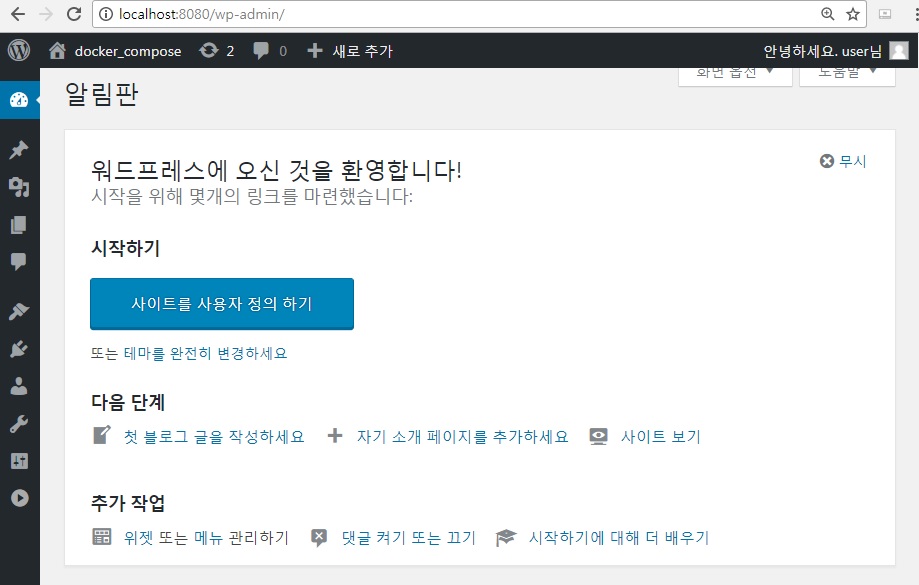 localhost:8080/wp-admin/
docker_compose 2 0 새로 추가 안녕하세요. user님
화면 옵션 도움말
알림판
워드프레스에 오신 것을 환영합니다! 무시
시작을 위해 몇개의 링크를 마련했습니다:
시작하기
사이트를 사용자 정의 하기
또는 테마를 완전히 변경하세요
다음 단계
첫 블로그 글을 작성하세요 자기 소개 페이지를 추가하세요 사이트 보기
추가 작업
위젯 또는 메뉴 관리하기 댓글 켜기 또는 끄기 시작하기에 대해 더 배우기